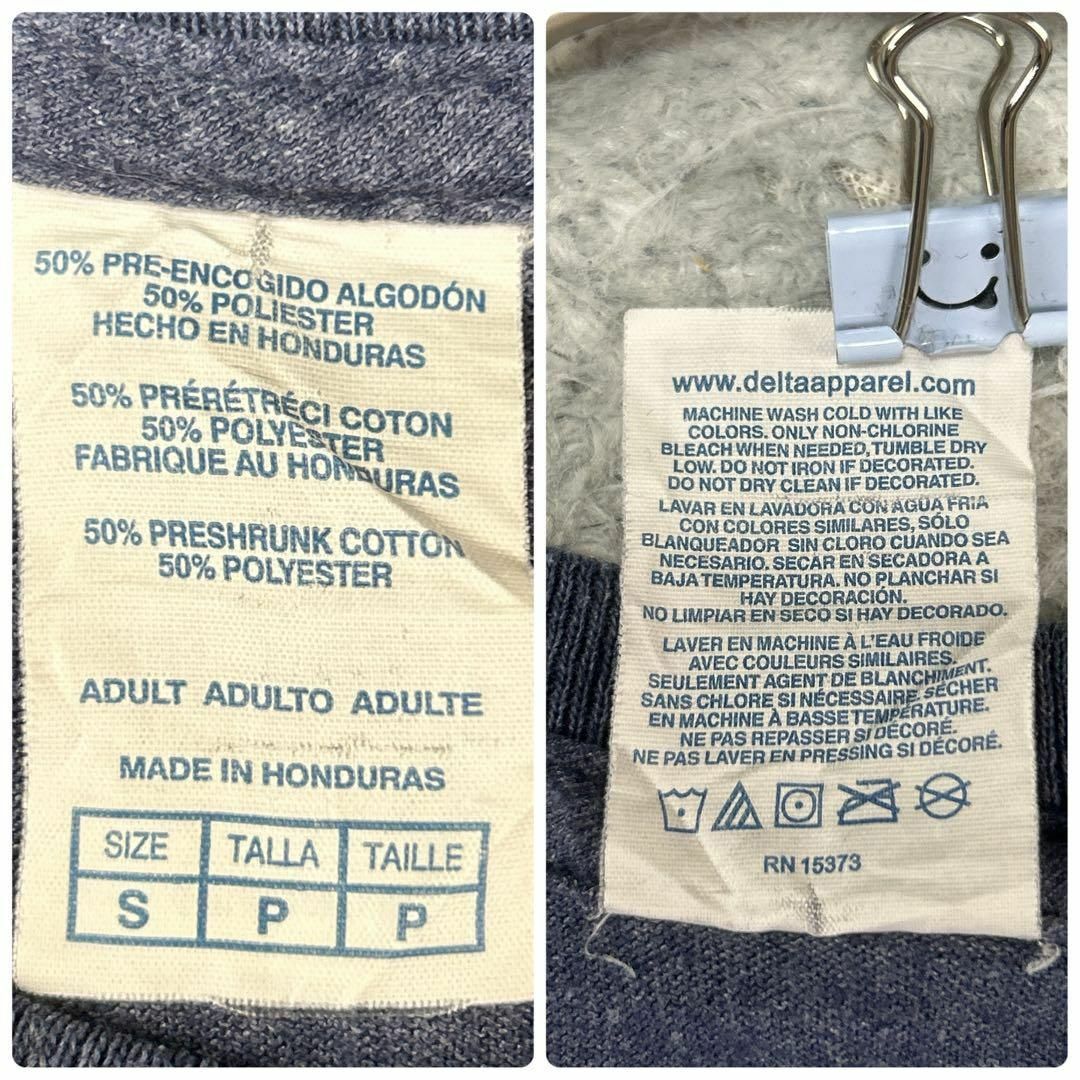 50% PRE-ENCOGIDO ALGODÓN
50% POLIESTER
HECHO EN HONDURAS
50% PRÉRÉTRÉCI COTON
50% POLYESTER
FABRIQUE AU HONDURAS
50% PRESHRUNK COTTON
50% POLYESTER
ADULT ADULTO ADULTE
MADE IN HONDURAS
SIZE TALLA TAILLE
S P P
www.deltaapparel.com
MACHINE WASH COLD WITH LIKE
COLORS. ONLY NON-CHLORINE
BLEACH WHEN NEEDED, TUMBLE DRY
LOW. DO NOT IRON IF DECORATED.
DO NOT DRY CLEAN IF DECORATED.
LAVAR EN LAVADORA CON AGUA FRIA
CON COLORES SIMILARES, SÓLO
BLANQUEADOR SIN CLORO CUANDO SEA
NECESARIO. SECAR EN SECADORA A
BAJA TEMPERATURA. NO PLANCHAR SI
HAY DECORACIÓN.
NO LIMPIAR EN SECO SI HAY DECORADO.
LAVER EN MACHINE À L'EAU FROIDE
AVEC COULEURS SIMILAIRES.
SEULEMENT AGENT DE BLANCHIMENT.
SANS CHLORE SI NÉCESSAIRE, SÉCHER
EN MACHINE À BASSE TEMPÉRATURE.
NE PAS REPASSER SI DÉCORÉ.
NE PAS LAVER EN PRESSING SI DÉCORÉ.
RN 15373